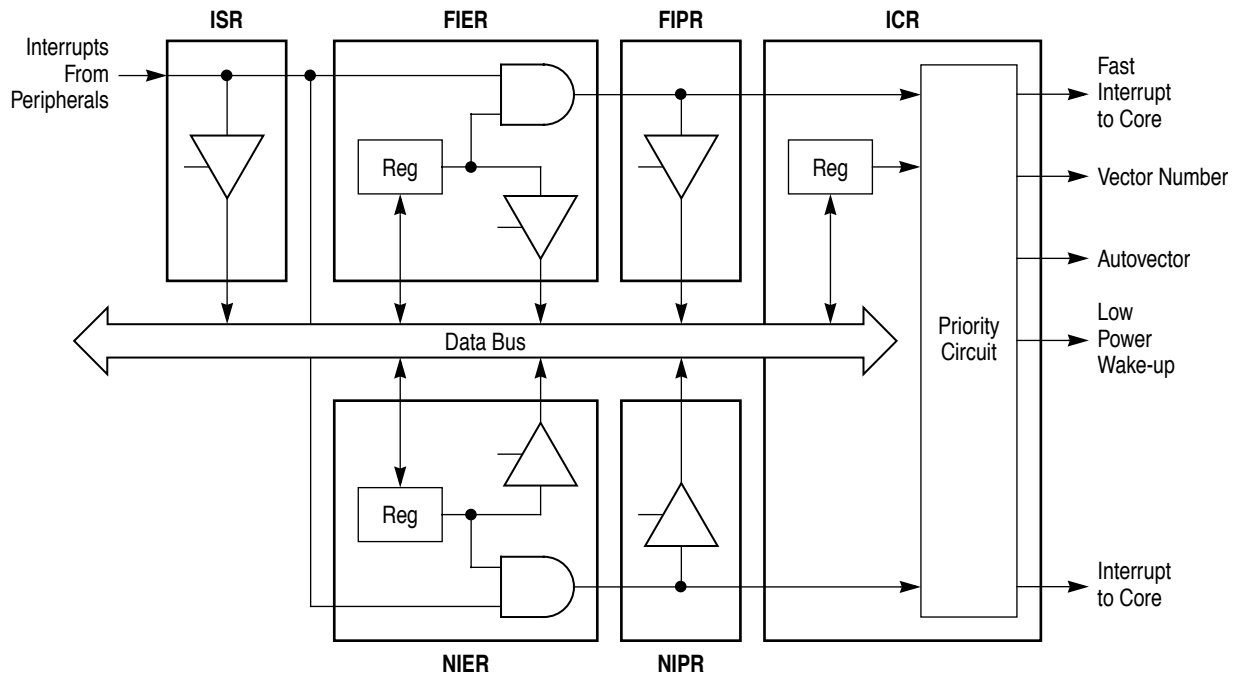 ISR
FIER
FIPR
ICR
Interrupts
From
Peripherals
Fast
Interrupt
to Core
Reg
Reg
Vector Number
Autovector
Data Bus
Priority
Circuit
Low
Power
Wake-up
Reg
Interrupt
to Core
NIER
NIPR